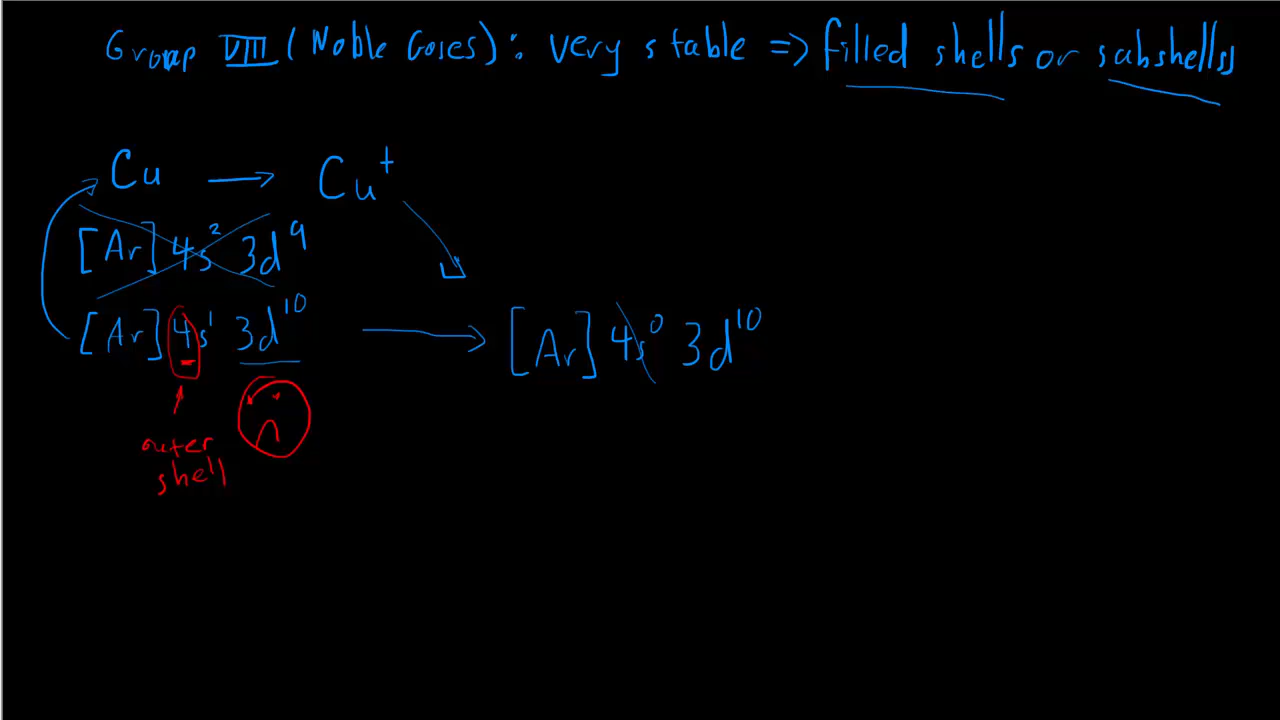 Group VIII (Noble Gases): very stable => filled shells or subshells)
Cu → Cu⁺
[Ar] 4s² 3d⁹
[Ar] 4s¹ 3d¹⁰ → [Ar] 4s⁰ 3d¹⁰
outer
shell